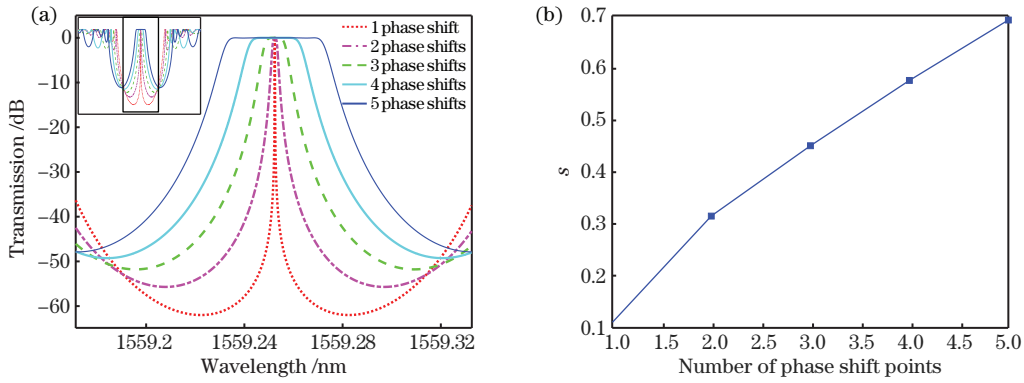 (a)
0
−10
−20
−30
−40
−50
−60
Transmission /dB
1 phase shift
2 phase shifts
3 phase shifts
4 phase shifts
5 phase shifts
1559.2
1559.24
1559.28
1559.32
Wavelength /nm
(b)
0.7
0.6
0.5
0.4
0.3
0.2
0.1
s
1.0
1.5
2.0
2.5
3.0
3.5
4.0
4.5
5.0
Number of phase shift points